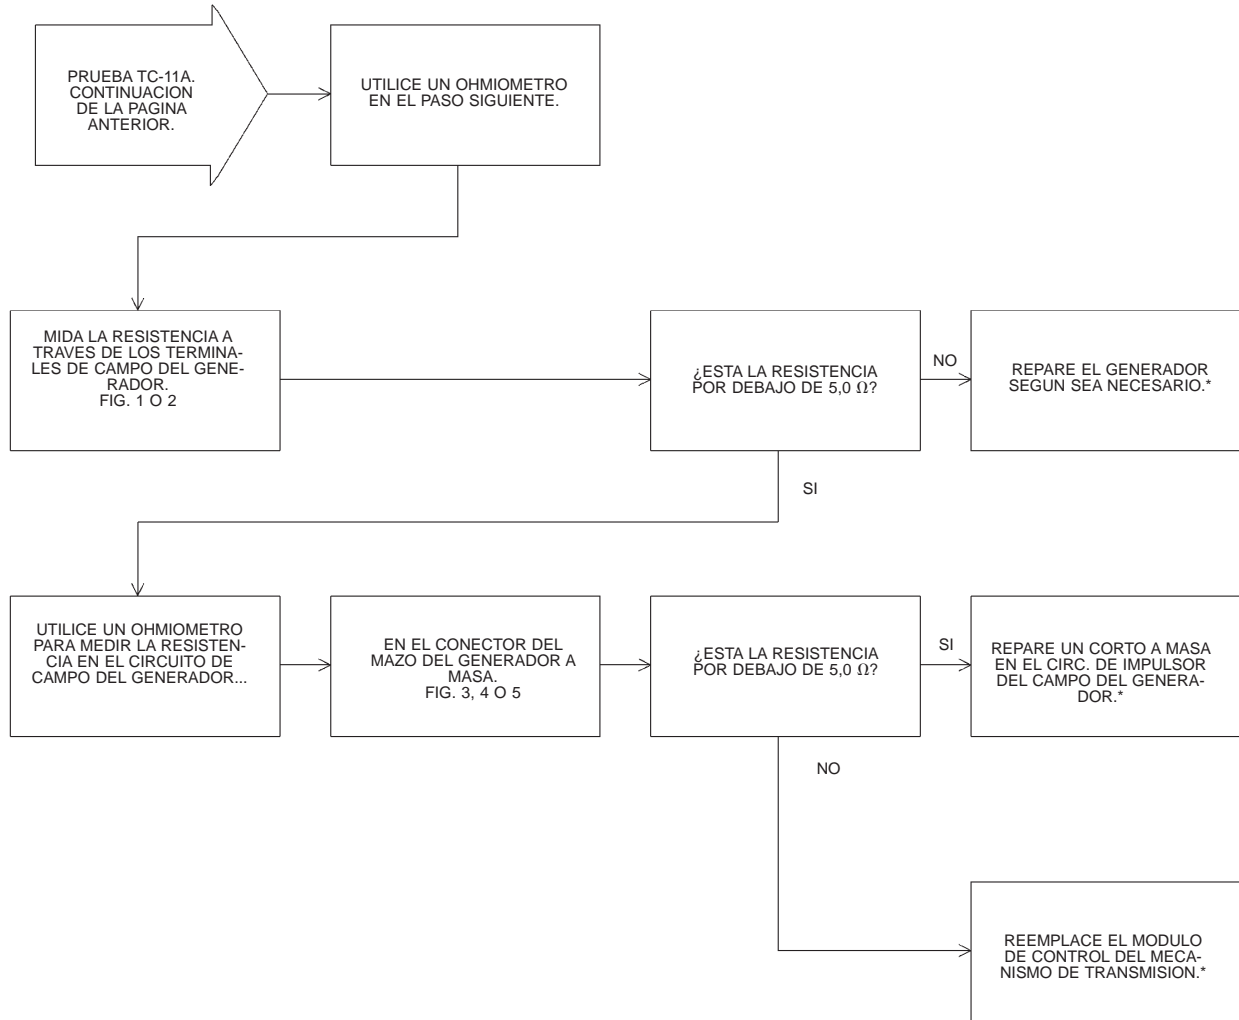 PRUEBA TC-11A.
CONTINUACION
DE LA PAGINA
ANTERIOR.
UTILICE UN OHMIOMETRO
EN EL PASO SIGUIENTE.
MIDA LA RESISTENCIA A
TRAVES DE LOS TERMINA-
LES DE CAMPO DEL GENE-
RADOR.
FIG. 1 O 2
¿ESTA LA RESISTENCIA
POR DEBAJO DE 5,0 Ω?
NO
REPARE EL GENERADOR
SEGUN SEA NECESARIO.*
SI
UTILICE UN OHMIOMETRO
PARA MEDIR LA RESISTEN-
CIA EN EL CIRCUITO DE
CAMPO DEL GENERADOR...
EN EL CONECTOR DEL
MAZO DEL GENERADOR A
MASA.
FIG. 3, 4 O 5
¿ESTA LA RESISTENCIA
POR DEBAJO DE 5,0 Ω?
SI
REPARE UN CORTO A MASA
EN EL CIRC. DE IMPULSOR
DEL CAMPO DEL GENERA-
DOR.*
NO
REEMPLACE EL MODULO
DE CONTROL DEL MECA-
NISMO DE TRANSMISION.*